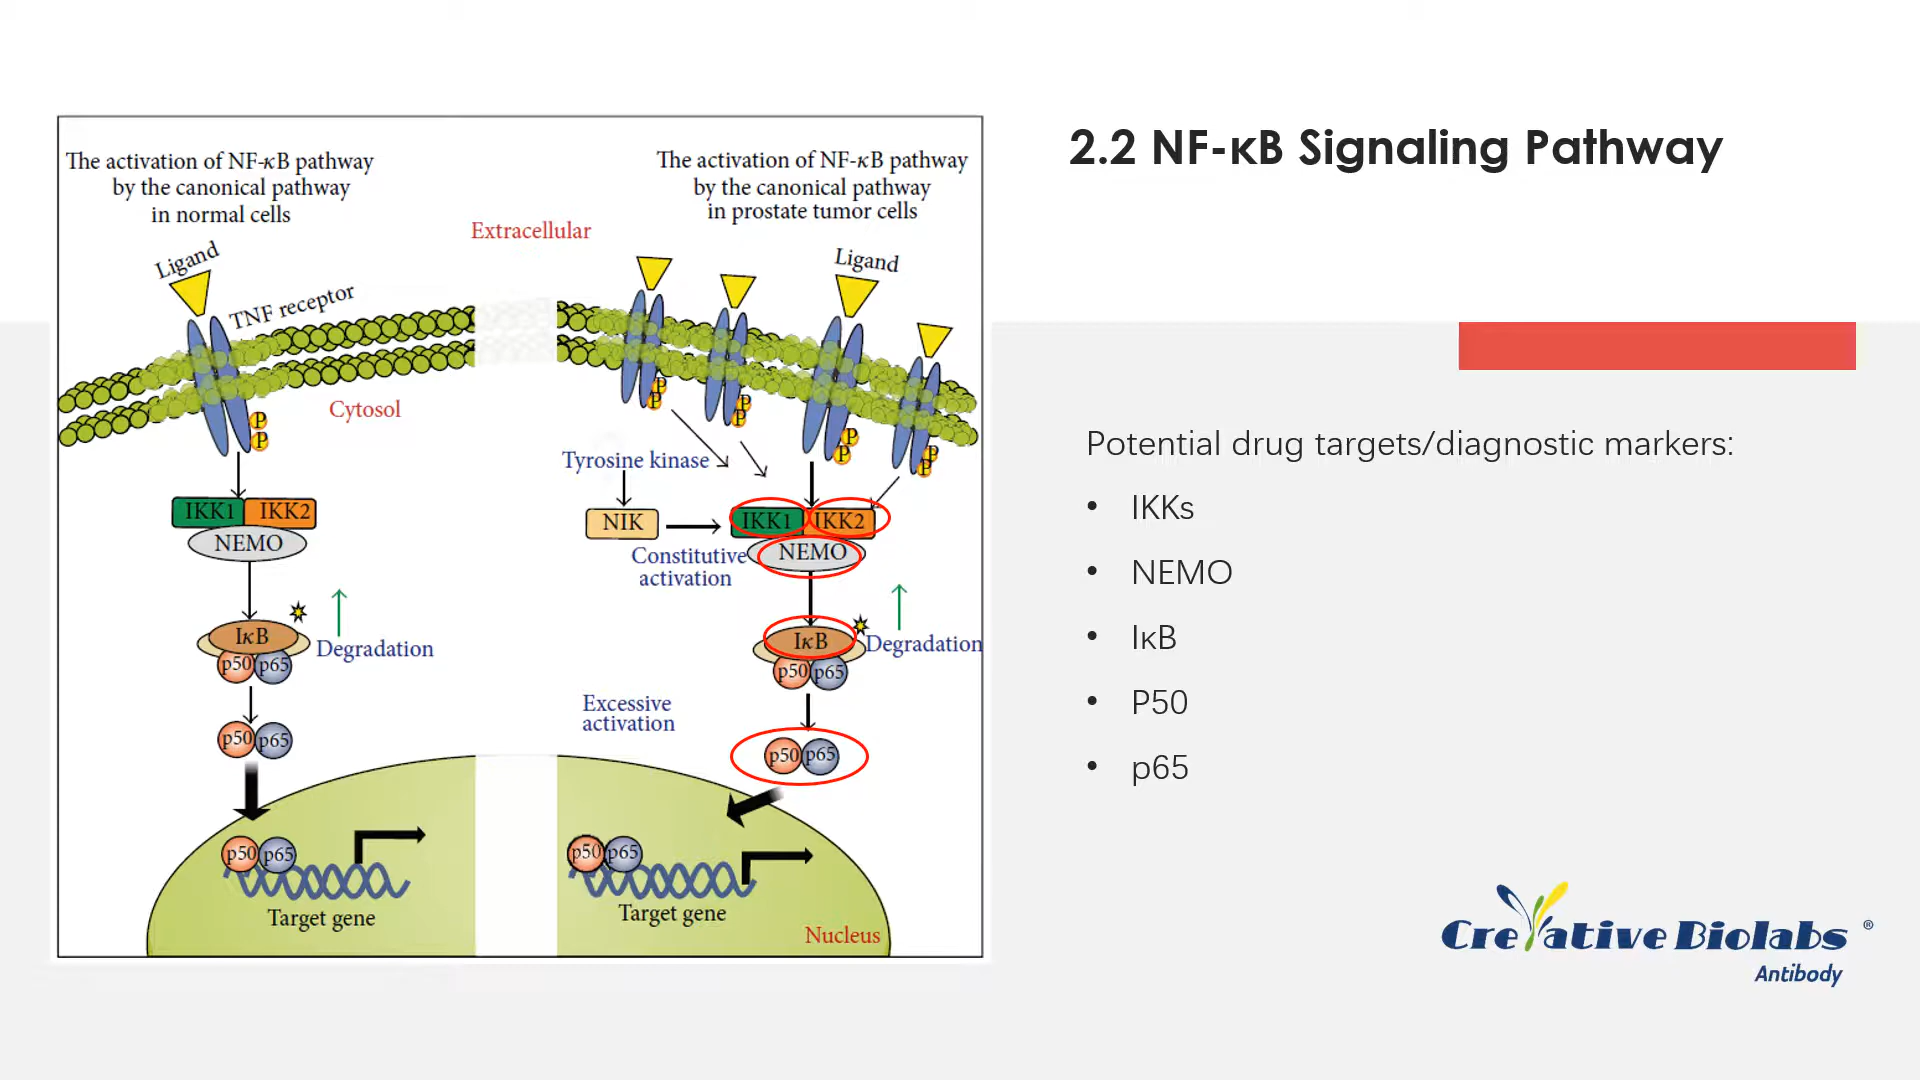 2.2 NF-κB Signaling Pathway
The activation of NF-κB pathway
by the canonical pathway
in normal cells
The activation of NF-κB pathway
by the canonical pathway
in prostate tumor cells
Extracellular
Ligand
TNF receptor
Cytosol
P
P
IKK1
IKK2
NEMO
IκB
p50
p65
Degradation
p50
p65
p50
p65
Target gene
Ligand
P
P
P
P
P
P
P
P
Tyrosine kinase
NIK
IKK1
IKK2
NEMO
Constitutive
activation
IκB
p50
p65
Degradation
Excessive
activation
p50
p65
p50
p65
Target gene
Nucleus
Potential drug targets/diagnostic markers:
• IKKs
• NEMO
• IκB
• P50
• p65
Creative Biolabs ®
Antibody